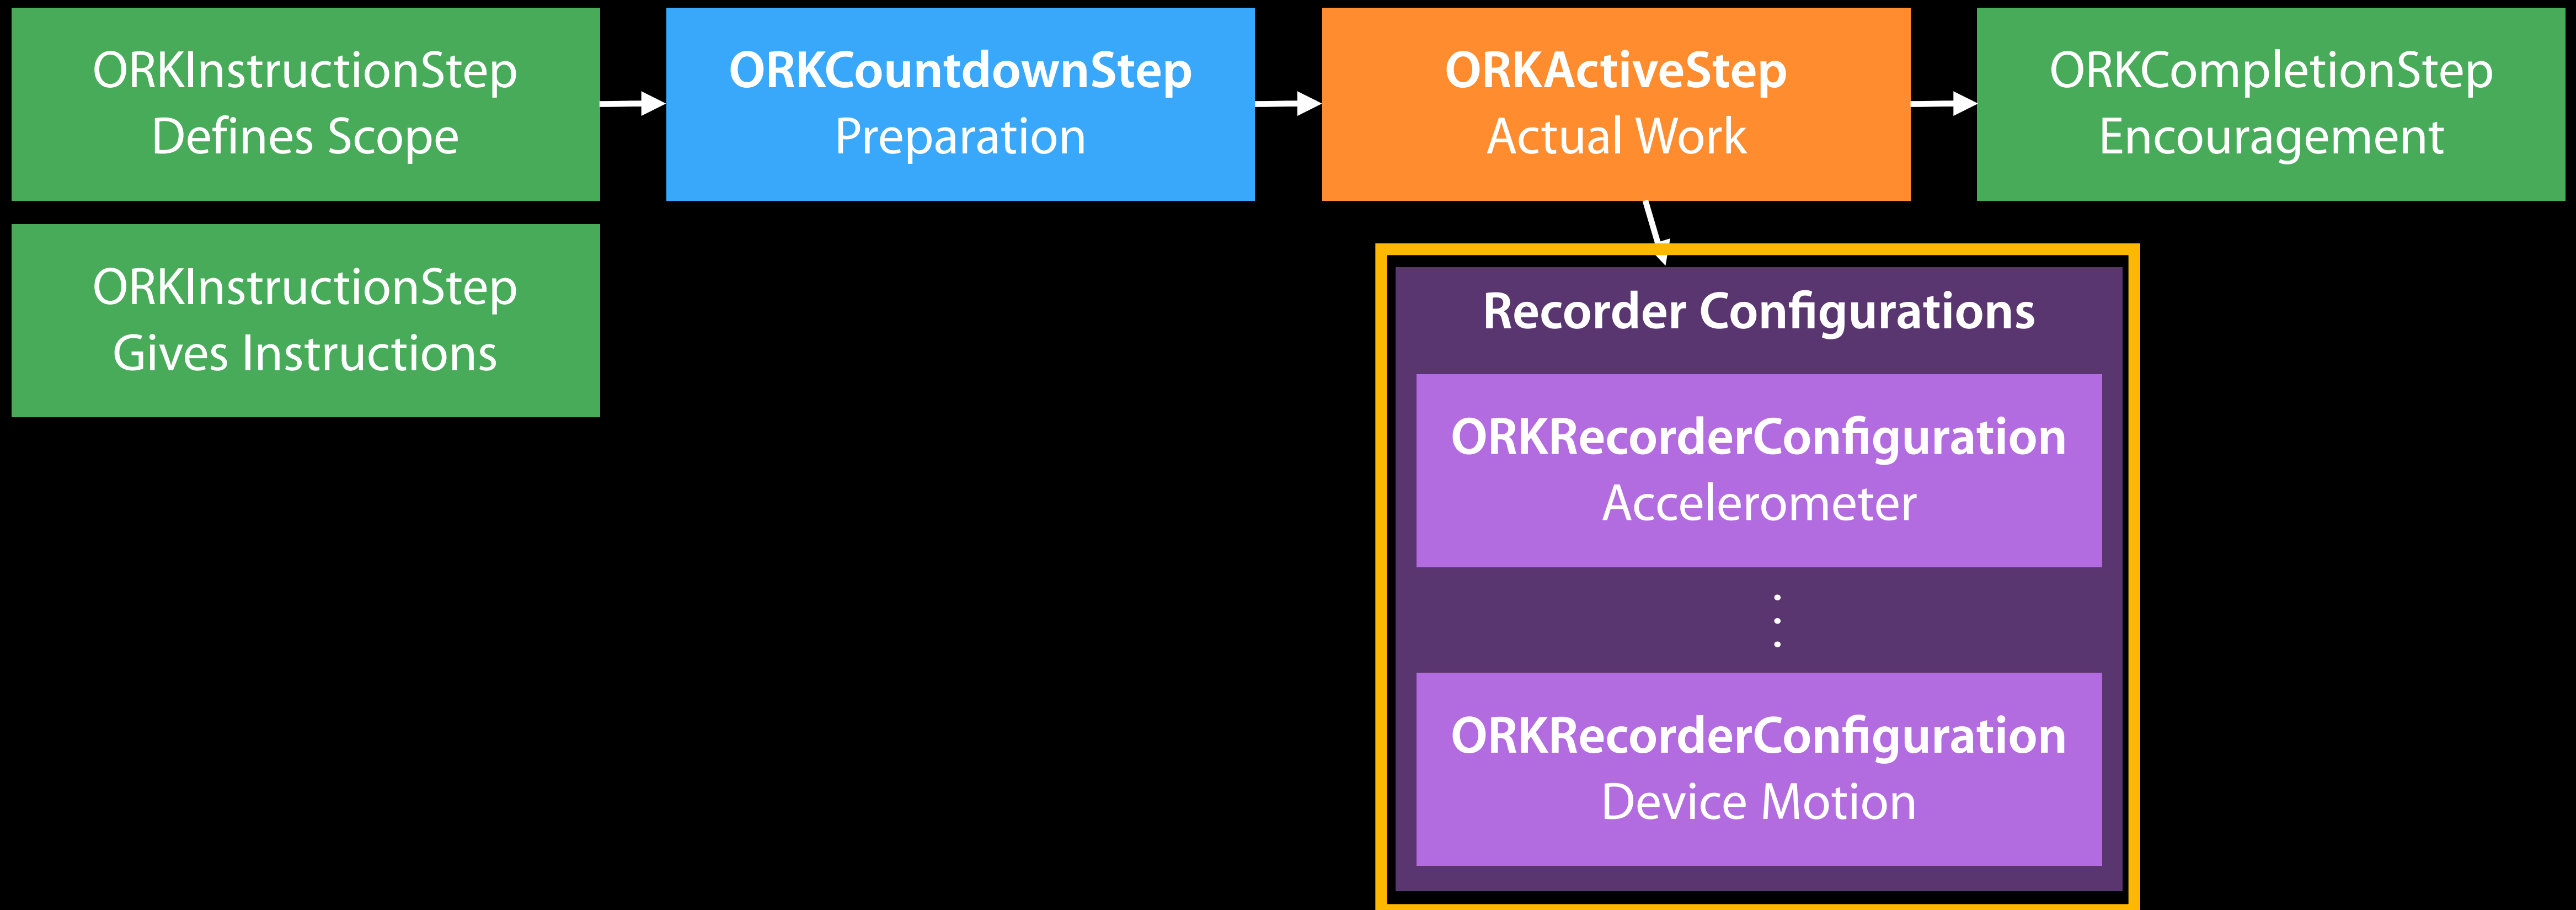 ORKInstructionStep
Defines Scope
ORKInstructionStep
Gives Instructions
ORKCountdownStep
Preparation
ORKActiveStep
Actual Work
ORKCompletionStep
Encouragement
Recorder Configurations
ORKRecorderConfiguration
Accelerometer
ORKRecorderConfiguration
Device Motion